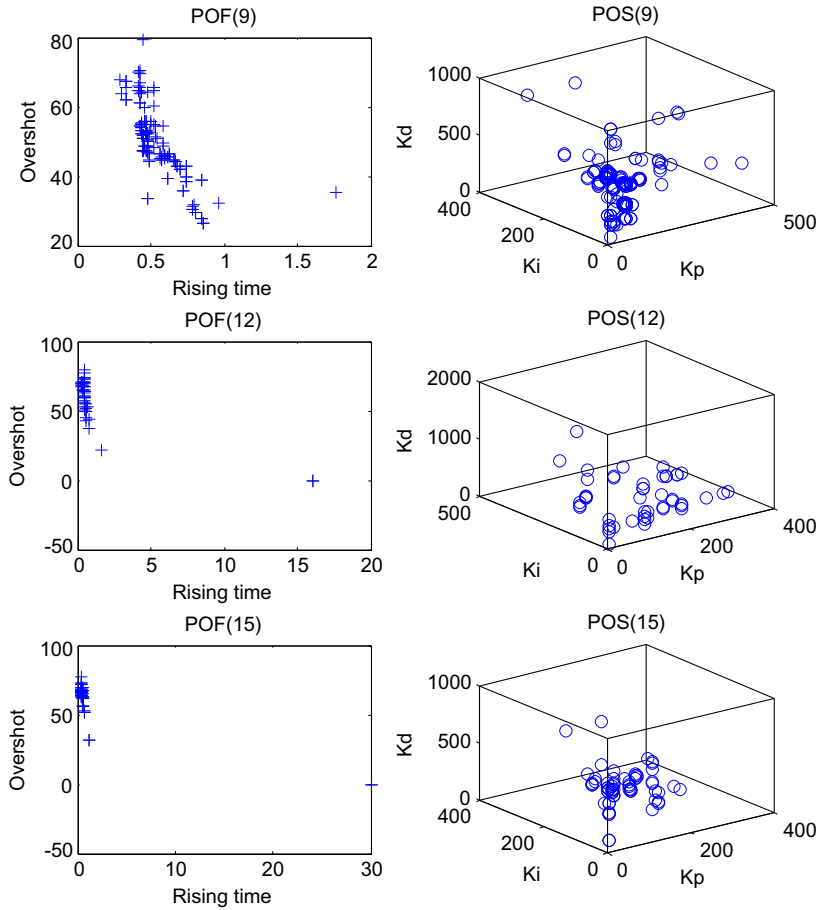 POF(9)
80
60
40
20
Overshot
0
0.5
1
1.5
2
Rising time
POS(9)
1000
500
0
Kd
400
200
0
Ki
0
500
Kp
POF(12)
100
50
0
-50
Overshot
0
5
10
15
20
Rising time
POS(12)
2000
1000
0
Kd
500
0
Ki
0
200
400
Kp
POF(15)
100
50
0
-50
Overshot
0
10
20
30
Rising time
POS(15)
1000
500
0
Kd
400
200
0
Ki
0
200
400
Kp